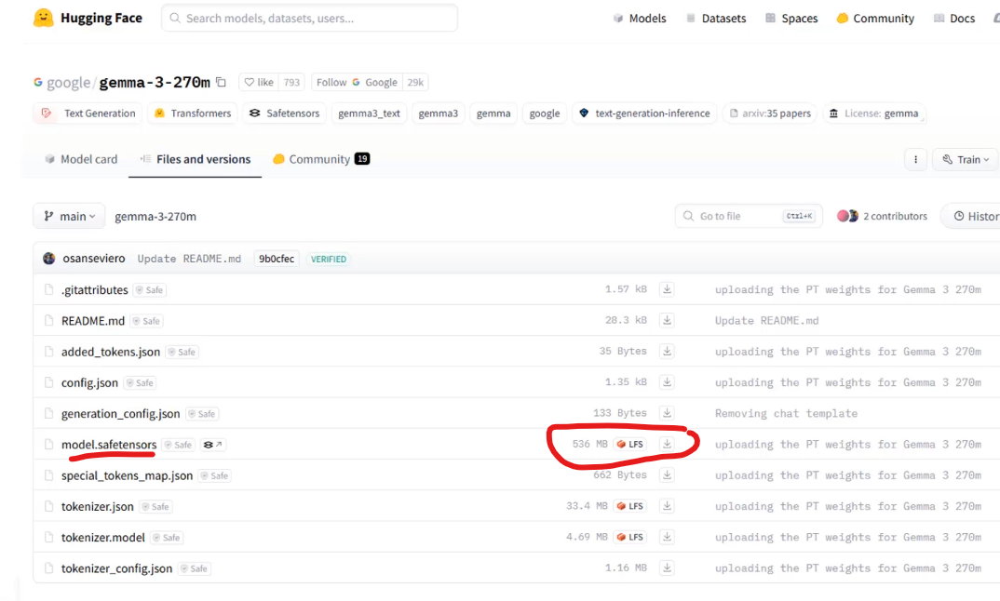 Hugging Face Search models, datasets, users... Models Datasets Spaces Community Docs
google/gemma-3-270m like 793 Follow Google 29k
Text Generation Transformers Safetensors gemma3_text gemma3 gemma google text-generation-inference arxiv:35 papers License: gemma
Model card Files and versions Community 19 Train
main gemma-3-270m Go to file Ctrl+K 2 contributors Histor
osanseviero Update README.md 9b0cfec VERIFIED
.gitattributes Safe 1.57 kB uploading the PT weights for Gemma 3 270m
README.md Safe 28.3 kB Update README.md
added_tokens.json Safe 35 Bytes uploading the PT weights for Gemma 3 270m
config.json Safe 1.35 kB uploading the PT weights for Gemma 3 270m
generation_config.json Safe 133 Bytes Removing chat template
model.safetensors Safe 536 MB LFS uploading the PT weights for Gemma 3 270m
special_tokens_map.json Safe 662 Bytes uploading the PT weights for Gemma 3 270m
tokenizer.json Safe 33.4 MB LFS uploading the PT weights for Gemma 3 270m
tokenizer.model Safe 4.69 MB LFS uploading the PT weights for Gemma 3 270m
tokenizer_config.json Safe 1.16 MB uploading the PT weights for Gemma 3 270m